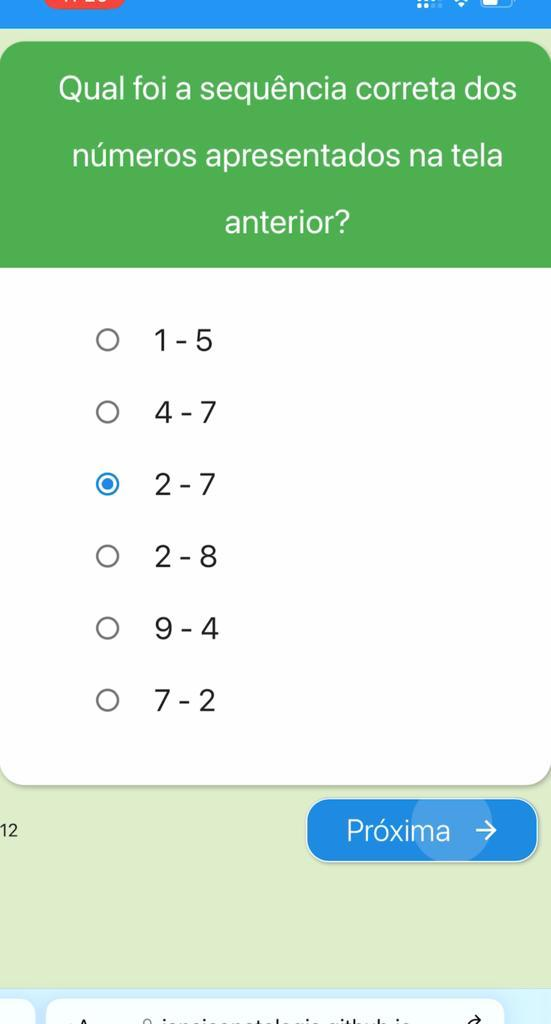 Qual foi a sequência correta dos
números apresentados na tela
anterior?
1 - 5
4 - 7
2 - 7
2 - 8
9 - 4
7 - 2
12
Próxima →